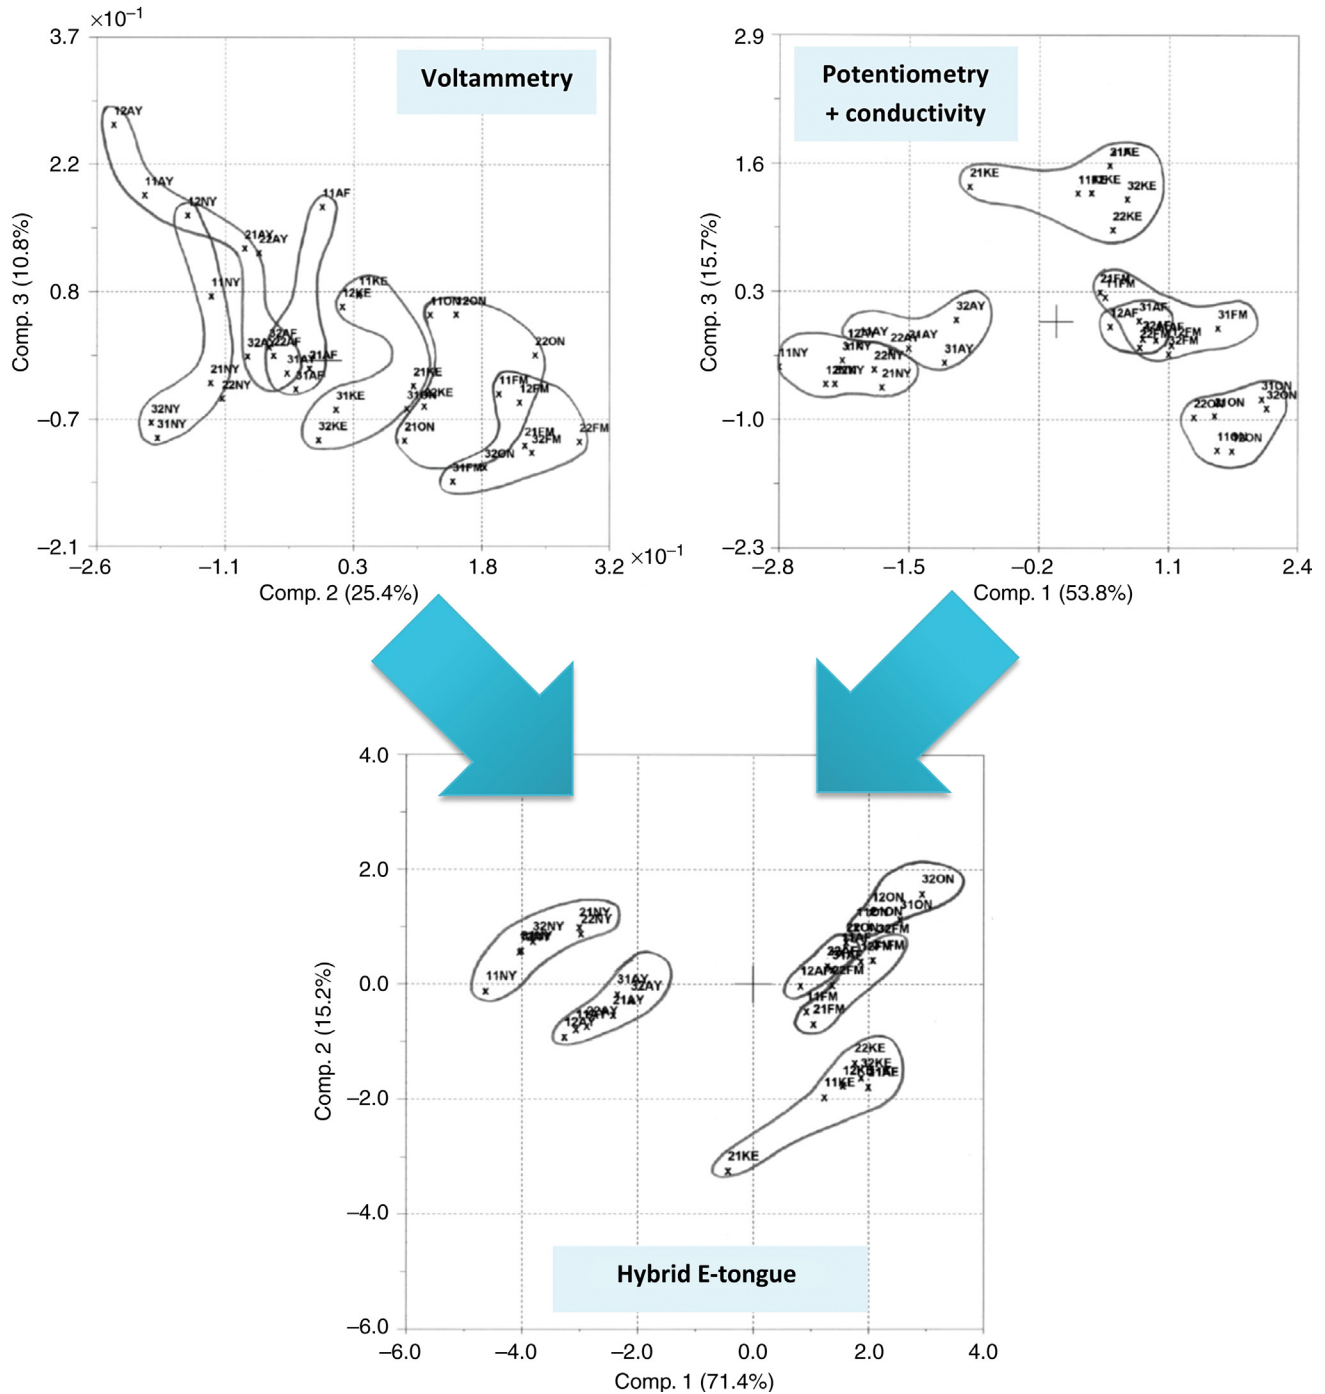 ×10⁻¹
3.7
2.2
0.8
−0.7
−2.1
Comp. 3 (10.8%)
Voltammetry
12AY
11AY
12NY
11AF
21AY
22AY
11NY
11KE
12KE
11ON
12ON
22ON
32AF
32AY
22AF
31AY
21AF
31AF
21NY
22NY
21KE
31KE
32KE
11FM
12FM
32NY
31NY
32KE
21ON
21FM
22FM
32FM
32ON
31FM
−2.6
−1.1
0.3
1.8
3.2
×10⁻¹
Comp. 2 (25.4%)
2.9
1.6
0.3
−1.0
−2.3
Comp. 3 (15.7%)
Potentiometry
+ conductivity
21KE
32KE
22KE
21FM
11FM
12AF
31AF
31FM
12FM
32FM
32AY
11AY
22AY
21AY
31AY
11NY
22NY
21NY
31ON
32ON
22ON
21ON
11ON
−2.8
−1.5
−0.2
1.1
2.4
Comp. 1 (53.8%)
4.0
2.0
0.0
−2.0
−4.0
−6.0
Comp. 2 (15.2%)
32ON
12ON
31ON
11ON
21ON
32FM
31FM
12AF
22FM
11FM
21FM
21NY
22NY
32NY
11NY
31AY
32AY
21AY
22AY
12AY
22KE
32KE
12KE
31KE
11KE
21KE
Hybrid E-tongue
−6.0
−4.0
−2.0
0.0
2.0
4.0
Comp. 1 (71.4%)